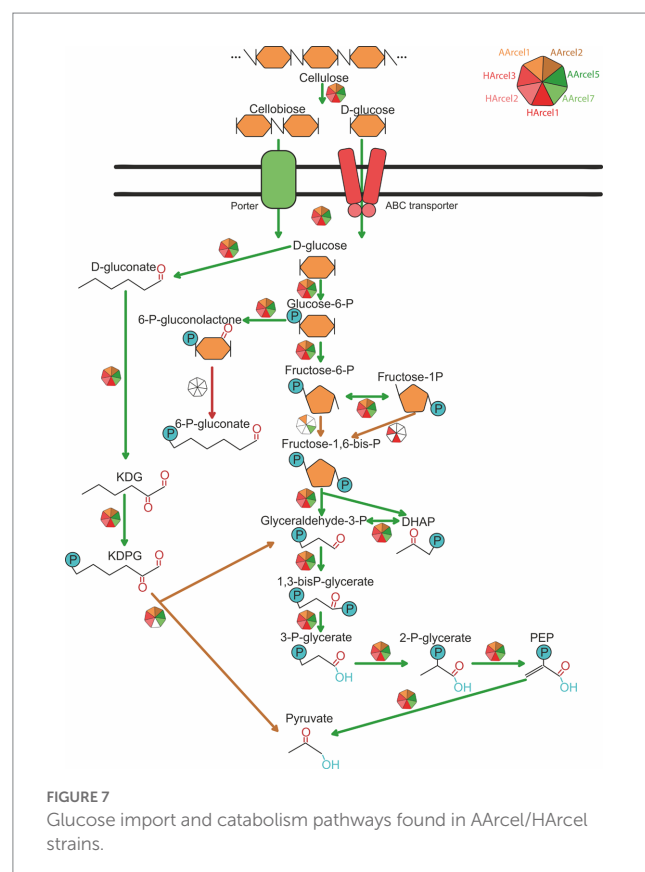 ... ...
Cellulose
AArcel1 AArcel2
HArcel3 AArcel5
HArcel2 AArcel7
HArcel1
Cellobiose D-glucose
Porter ABC transporter
D-glucose
D-gluconate
O
Glucose-6-P
6-P-gluconolactone
P
P O
Fructose-6-P Fructose-1P
P P
6-P-gluconate
P O
Fructose-1,6-bis-P
P
P
KDG
O
O
Glyceraldehyde-3-P DHAP
P O
O P
KDPG
P O
O
1,3-bisP-glycerate
P O
P
3-P-glycerate 2-P-glycerate PEP
P O P O P O
OH OH OH
Pyruvate
O
OH
FIGURE 7
Glucose import and catabolism pathways found in AArcel/HArcel
strains.